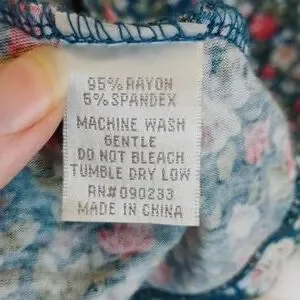 95% RAYON
5% SPANDEX
MACHINE WASH
GENTLE
DO NOT BLEACH
TUMBLE DRY LOW
RN#090233
MADE IN CHINA